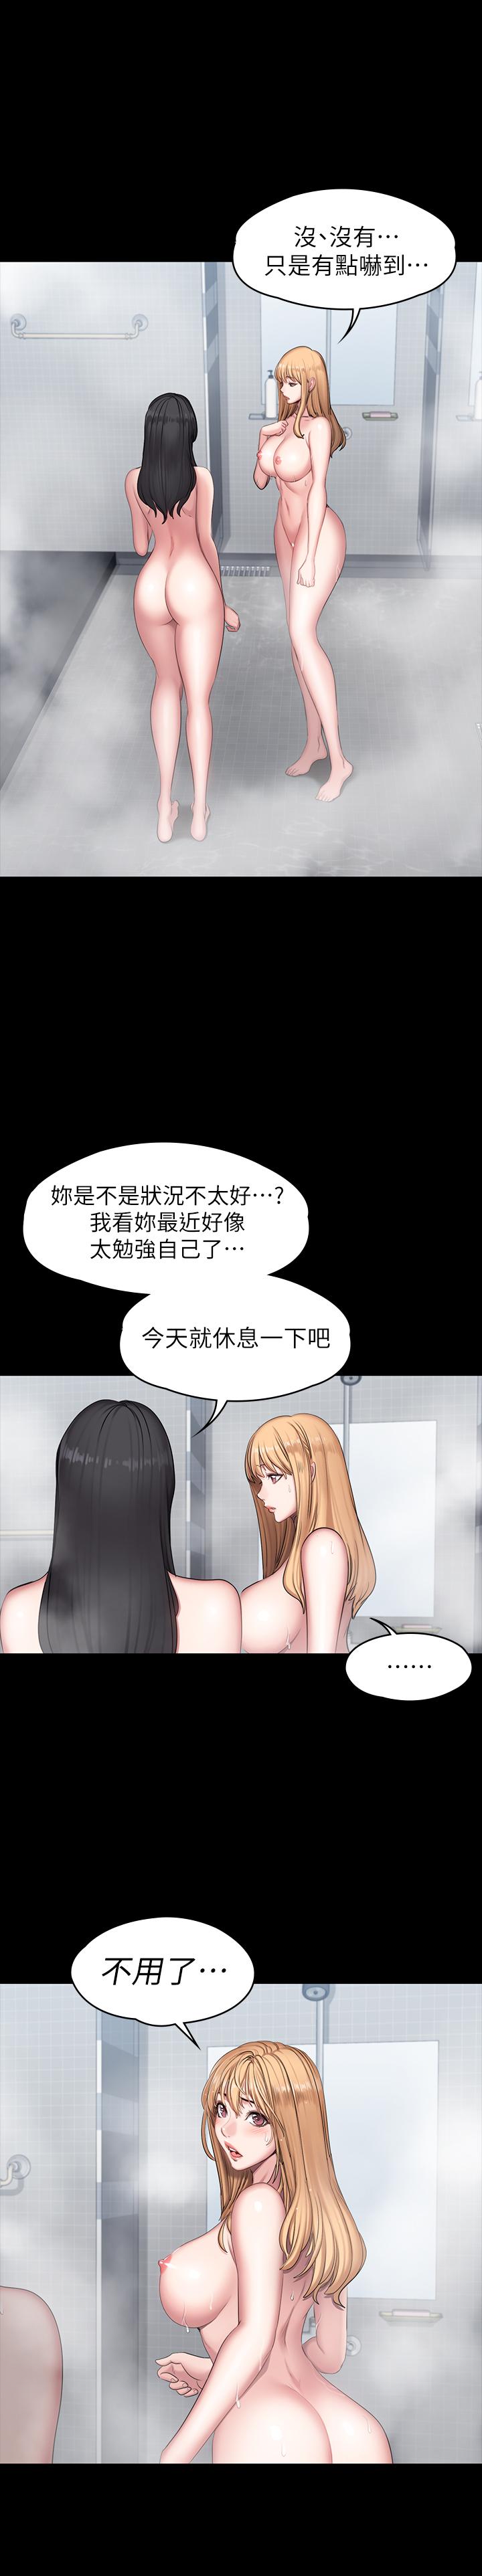 沒、沒有⋯
只是有點嚇到⋯
妳是不是狀況不太好⋯?
我看妳最近好像
太勉強自己了⋯
今天就休息一下吧
⋯⋯
不用了⋯